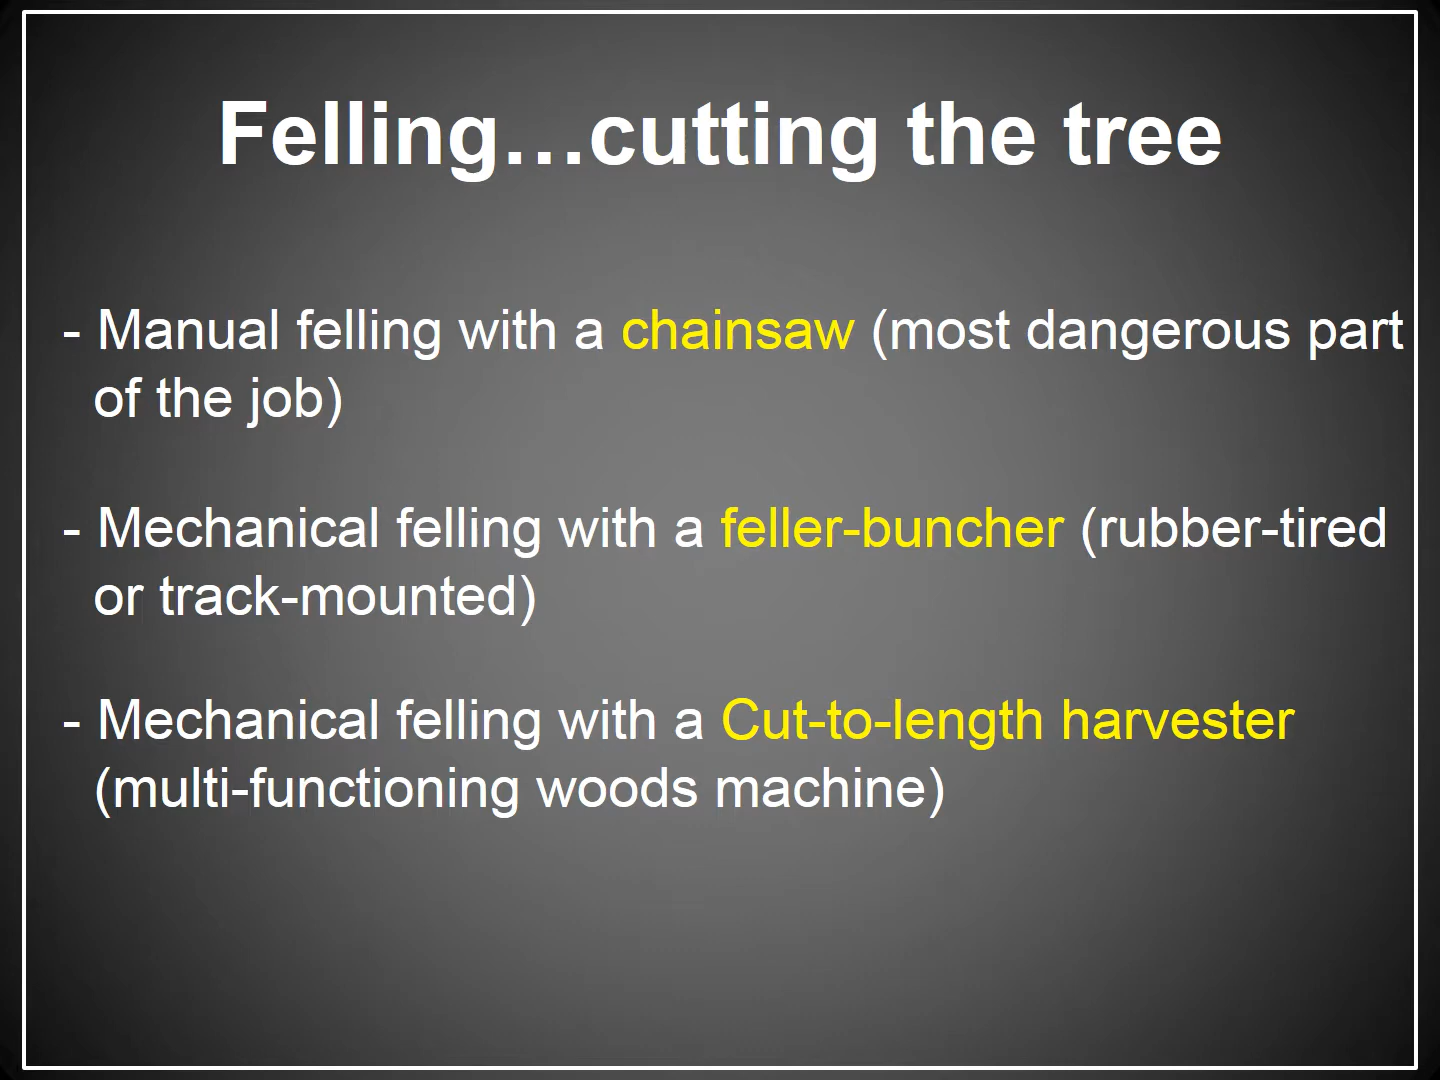 Felling…cutting the tree
- Manual felling with a chainsaw (most dangerous part
of the job)
- Mechanical felling with a feller-buncher (rubber-tired
or track-mounted)
- Mechanical felling with a Cut-to-length harvester
(multi-functioning woods machine)